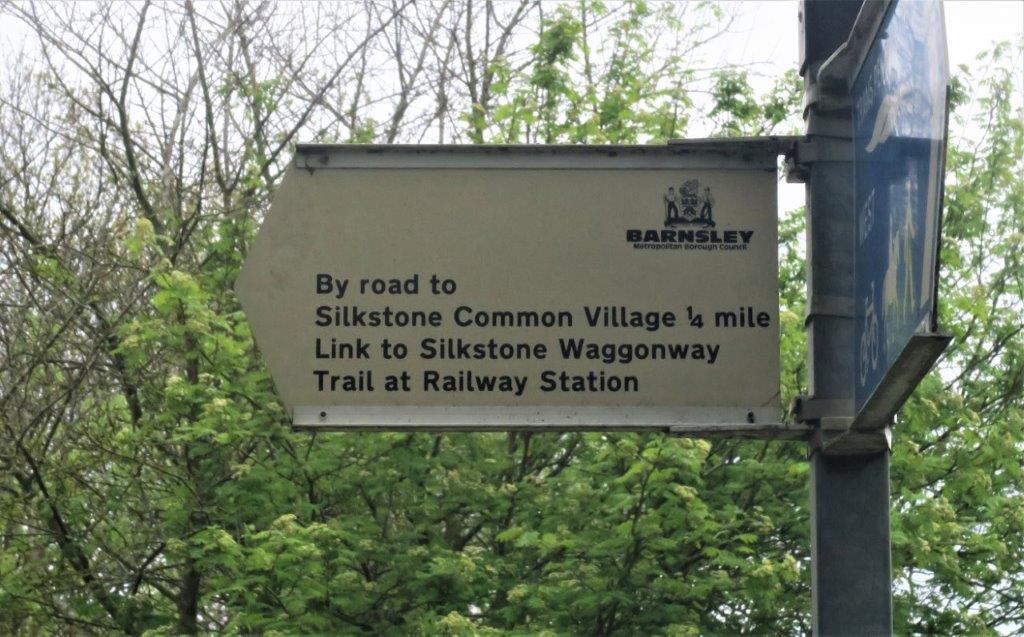 BARNSLEY
Metropolitan Borough Council
By road to
Silkstone Common Village ¼ mile
Link to Silkstone Waggonway
Trail at Railway Station
WEST